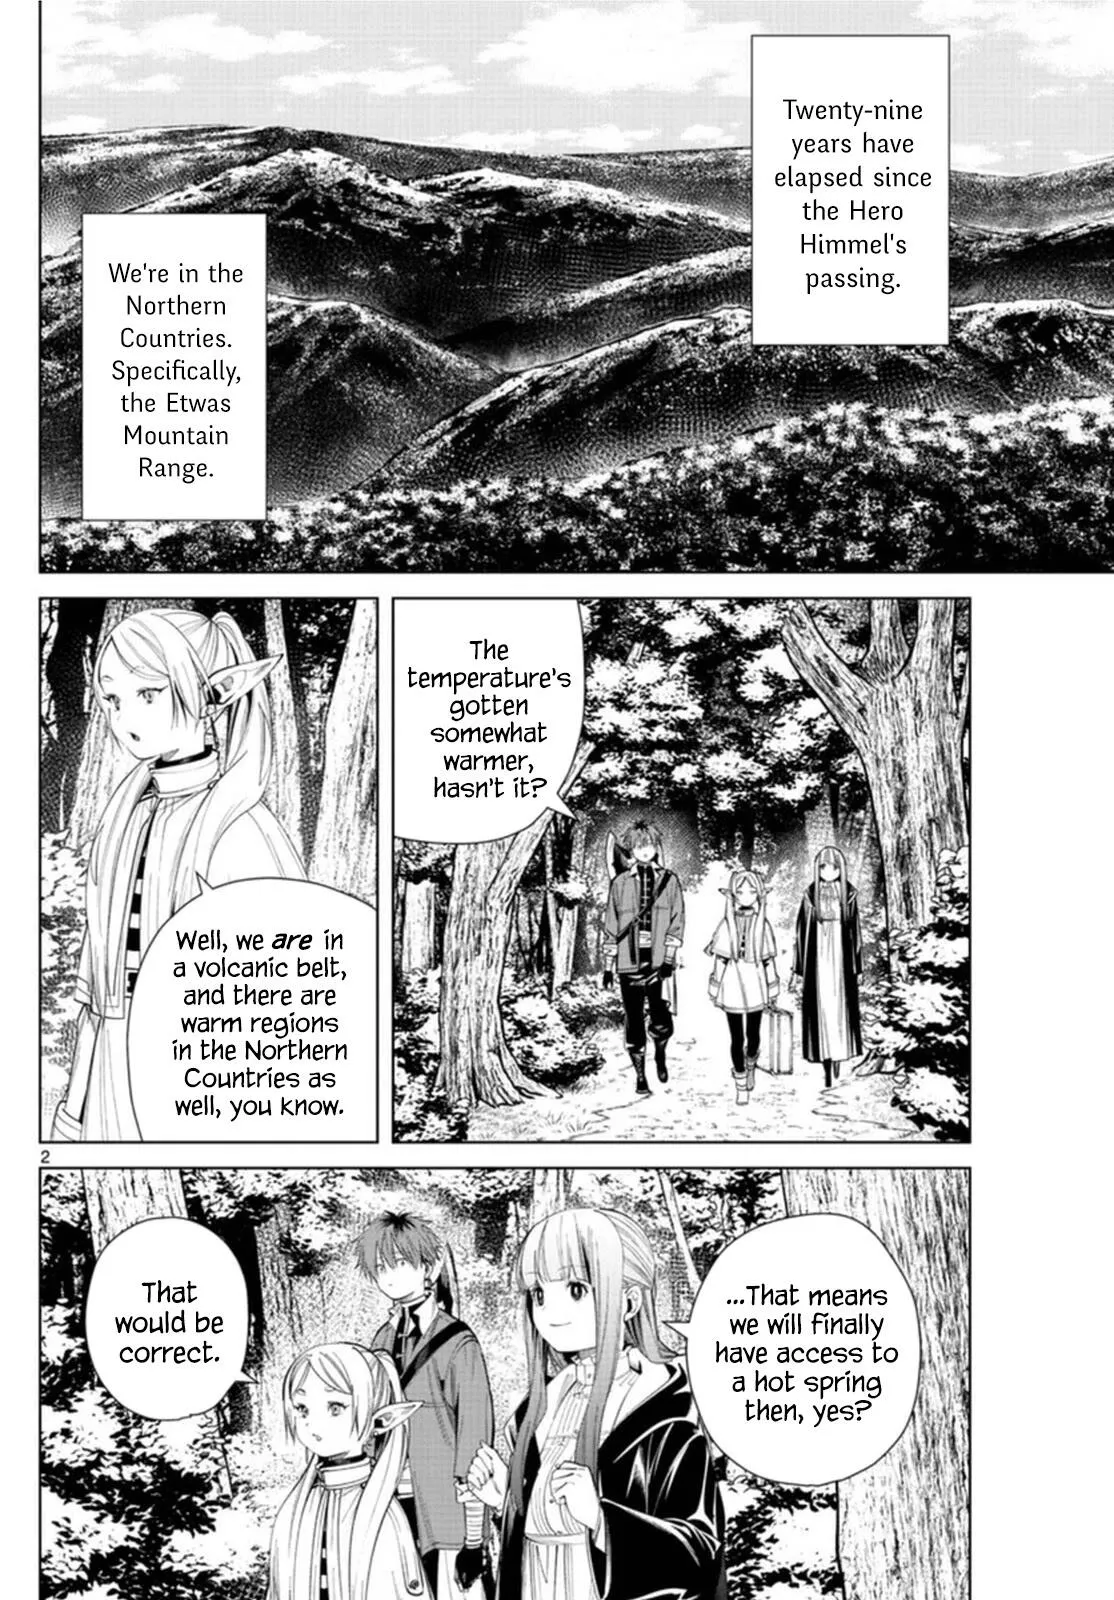 Twenty-nine
years have
elapsed since
the Hero
Himmel's
passing.
We're in the
Northern
Countries.
Specifically,
the Etwas
Mountain
Range.
The
temperature's
gotten
somewhat
warmer,
hasn't it?
Well, we are in
a volcanic belt,
and there are
warm regions
in the Northern
Countries as
well, you know.
2
...That means
we will finally
have access to
a hot spring
then, yes?
That
would be
correct.